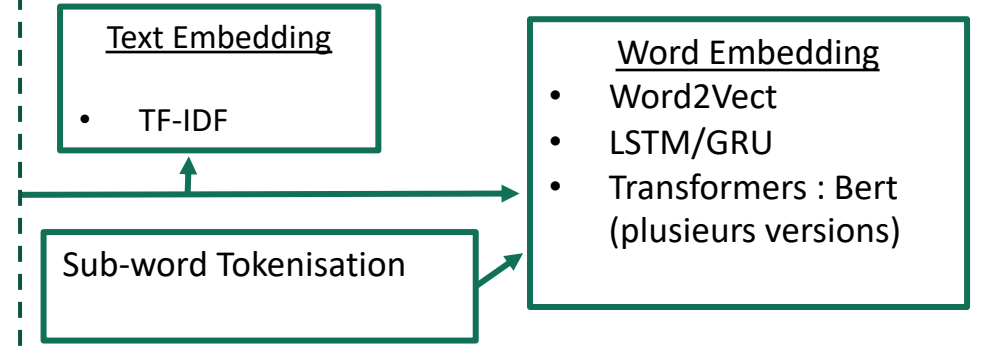 Text Embedding
• TF-IDF
Word Embedding
• Word2Vect
• LSTM/GRU
• Transformers : Bert
(plusieurs versions)
Sub-word Tokenisation